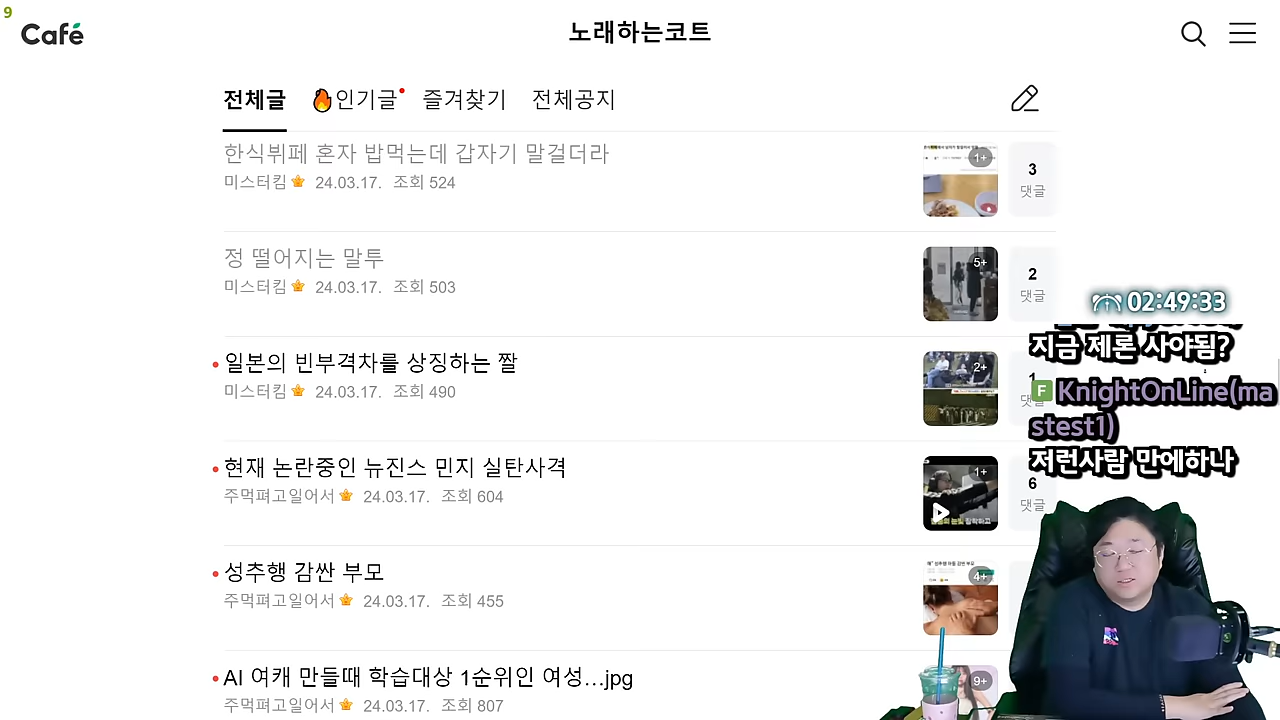 9
Café
노래하는코트
전체글 🔥인기글 즐겨찾기 전체공지
한식뷔페 혼자 밥먹는데 갑자기 말걸더라
미스터킴 24.03.17. 조회 524
1+
3
댓글
정 떨어지는 말투
미스터킴 24.03.17. 조회 503
5+
2
댓글
02:49:33
지금 제론 사야됨?
F KnightOnLine(ma
stest1)
저런사람 만에하나
일본의 빈부격차를 상징하는 짤
미스터킴 24.03.17. 조회 490
2+
현재 논란중인 뉴진스 민지 실탄사격
주먹펴고일어서 24.03.17. 조회 604
1+
6
댓글
성추행 감싼 부모
주먹펴고일어서 24.03.17. 조회 455
4+
AI 여캐 만들때 학습대상 1순위인 여성...jpg
주먹펴고일어서 24.03.17. 조회 807
9+